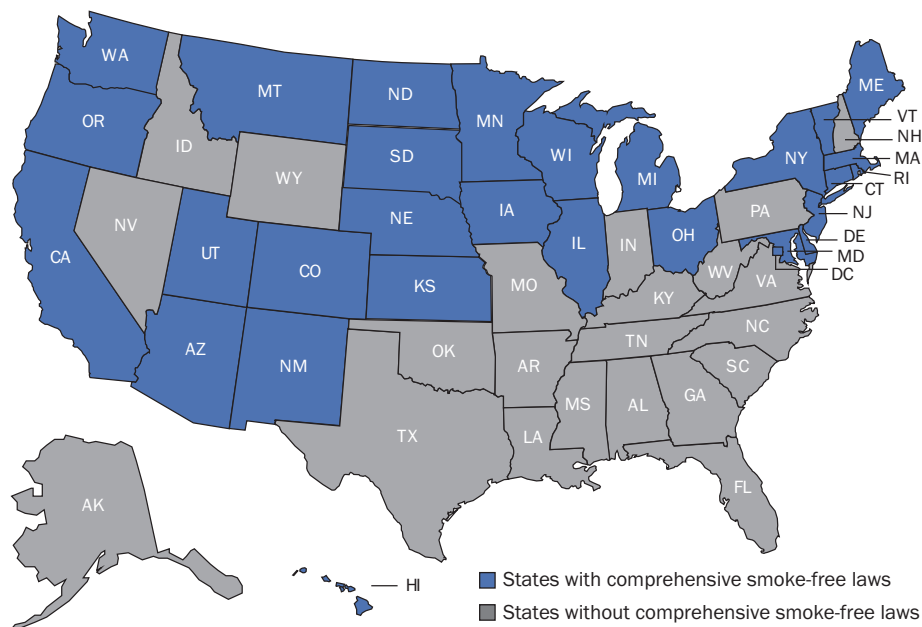 WA
MT
ND
MN
ME
VT
NH
OR
ID
SD
WI
NY
MA
RI
CT
WY
MI
PA
NJ
NE
IA
NV
IL
IN
OH
DE
MD
DC
CA
UT
CO
KS
MO
WV
VA
KY
NC
TN
AZ
NM
OK
AR
SC
MS
AL
GA
TX
LA
FL
AK
HI
States with comprehensive smoke-free laws
States without comprehensive smoke-free laws